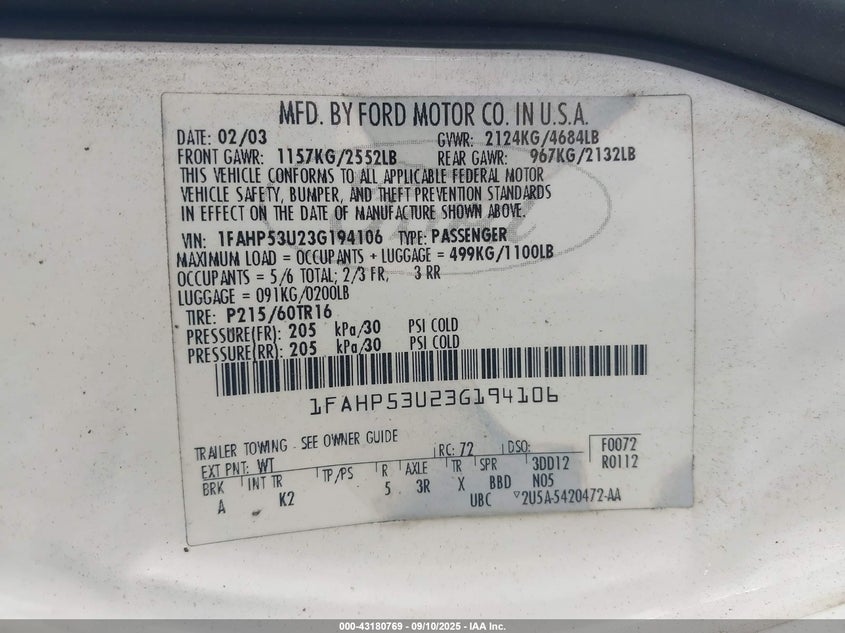 MFD. BY FORD MOTOR CO. IN U.S.A.
DATE: 02/03 GVWR: 2124KG/4684LB
FRONT GAWR: 1157KG/2552LB REAR GAWR: 967KG/2132LB
THIS VEHICLE CONFORMS TO ALL APPLICABLE FEDERAL MOTOR
VEHICLE SAFETY, BUMPER, AND THEFT PREVENTION STANDARDS
IN EFFECT ON THE DATE OF MANUFACTURE SHOWN ABOVE.
VIN: 1FAHP53U23G194106 TYPE: PASSENGER
MAXIMUM LOAD = OCCUPANTS + LUGGAGE = 499KG/1100LB
OCCUPANTS = 5/6 TOTAL; 2/3 FR, 3 RR
LUGGAGE = 091KG/0200LB
TIRE: P215/60TR16
PRESSURE(FR): 205 kPa/30 PSI COLD
PRESSURE(RR): 205 kPa/30 PSI COLD
1FAHP53U23G194106
TRAILER TOWING - SEE OWNER GUIDE
EXT PNT: WT RC: 72 DSO: F0072
BRK INT TR TP/PS R AXLE TR SPR 3DD12 R0112
A K2 5 3R X BBD N05
UBC 2U5A-5420472-AA
000-43180769 - 09/10/2025 - IAA Inc.